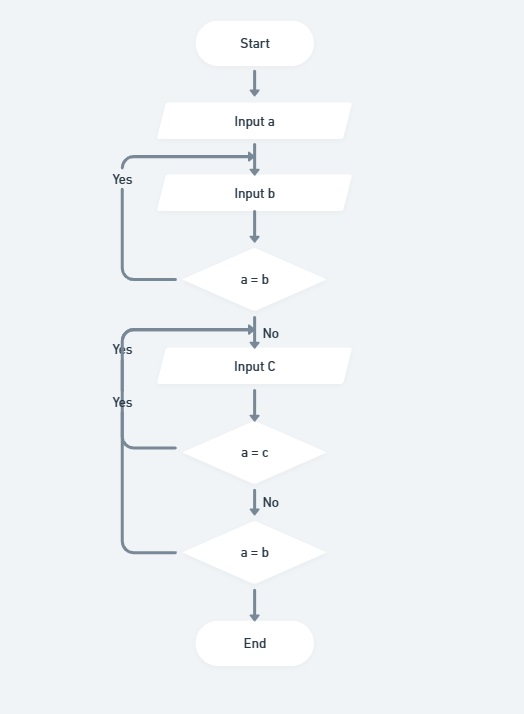 Start
Input a
Yes
Input b
a = b
No
Yes
Input C
Yes
a = c
No
a = b
End